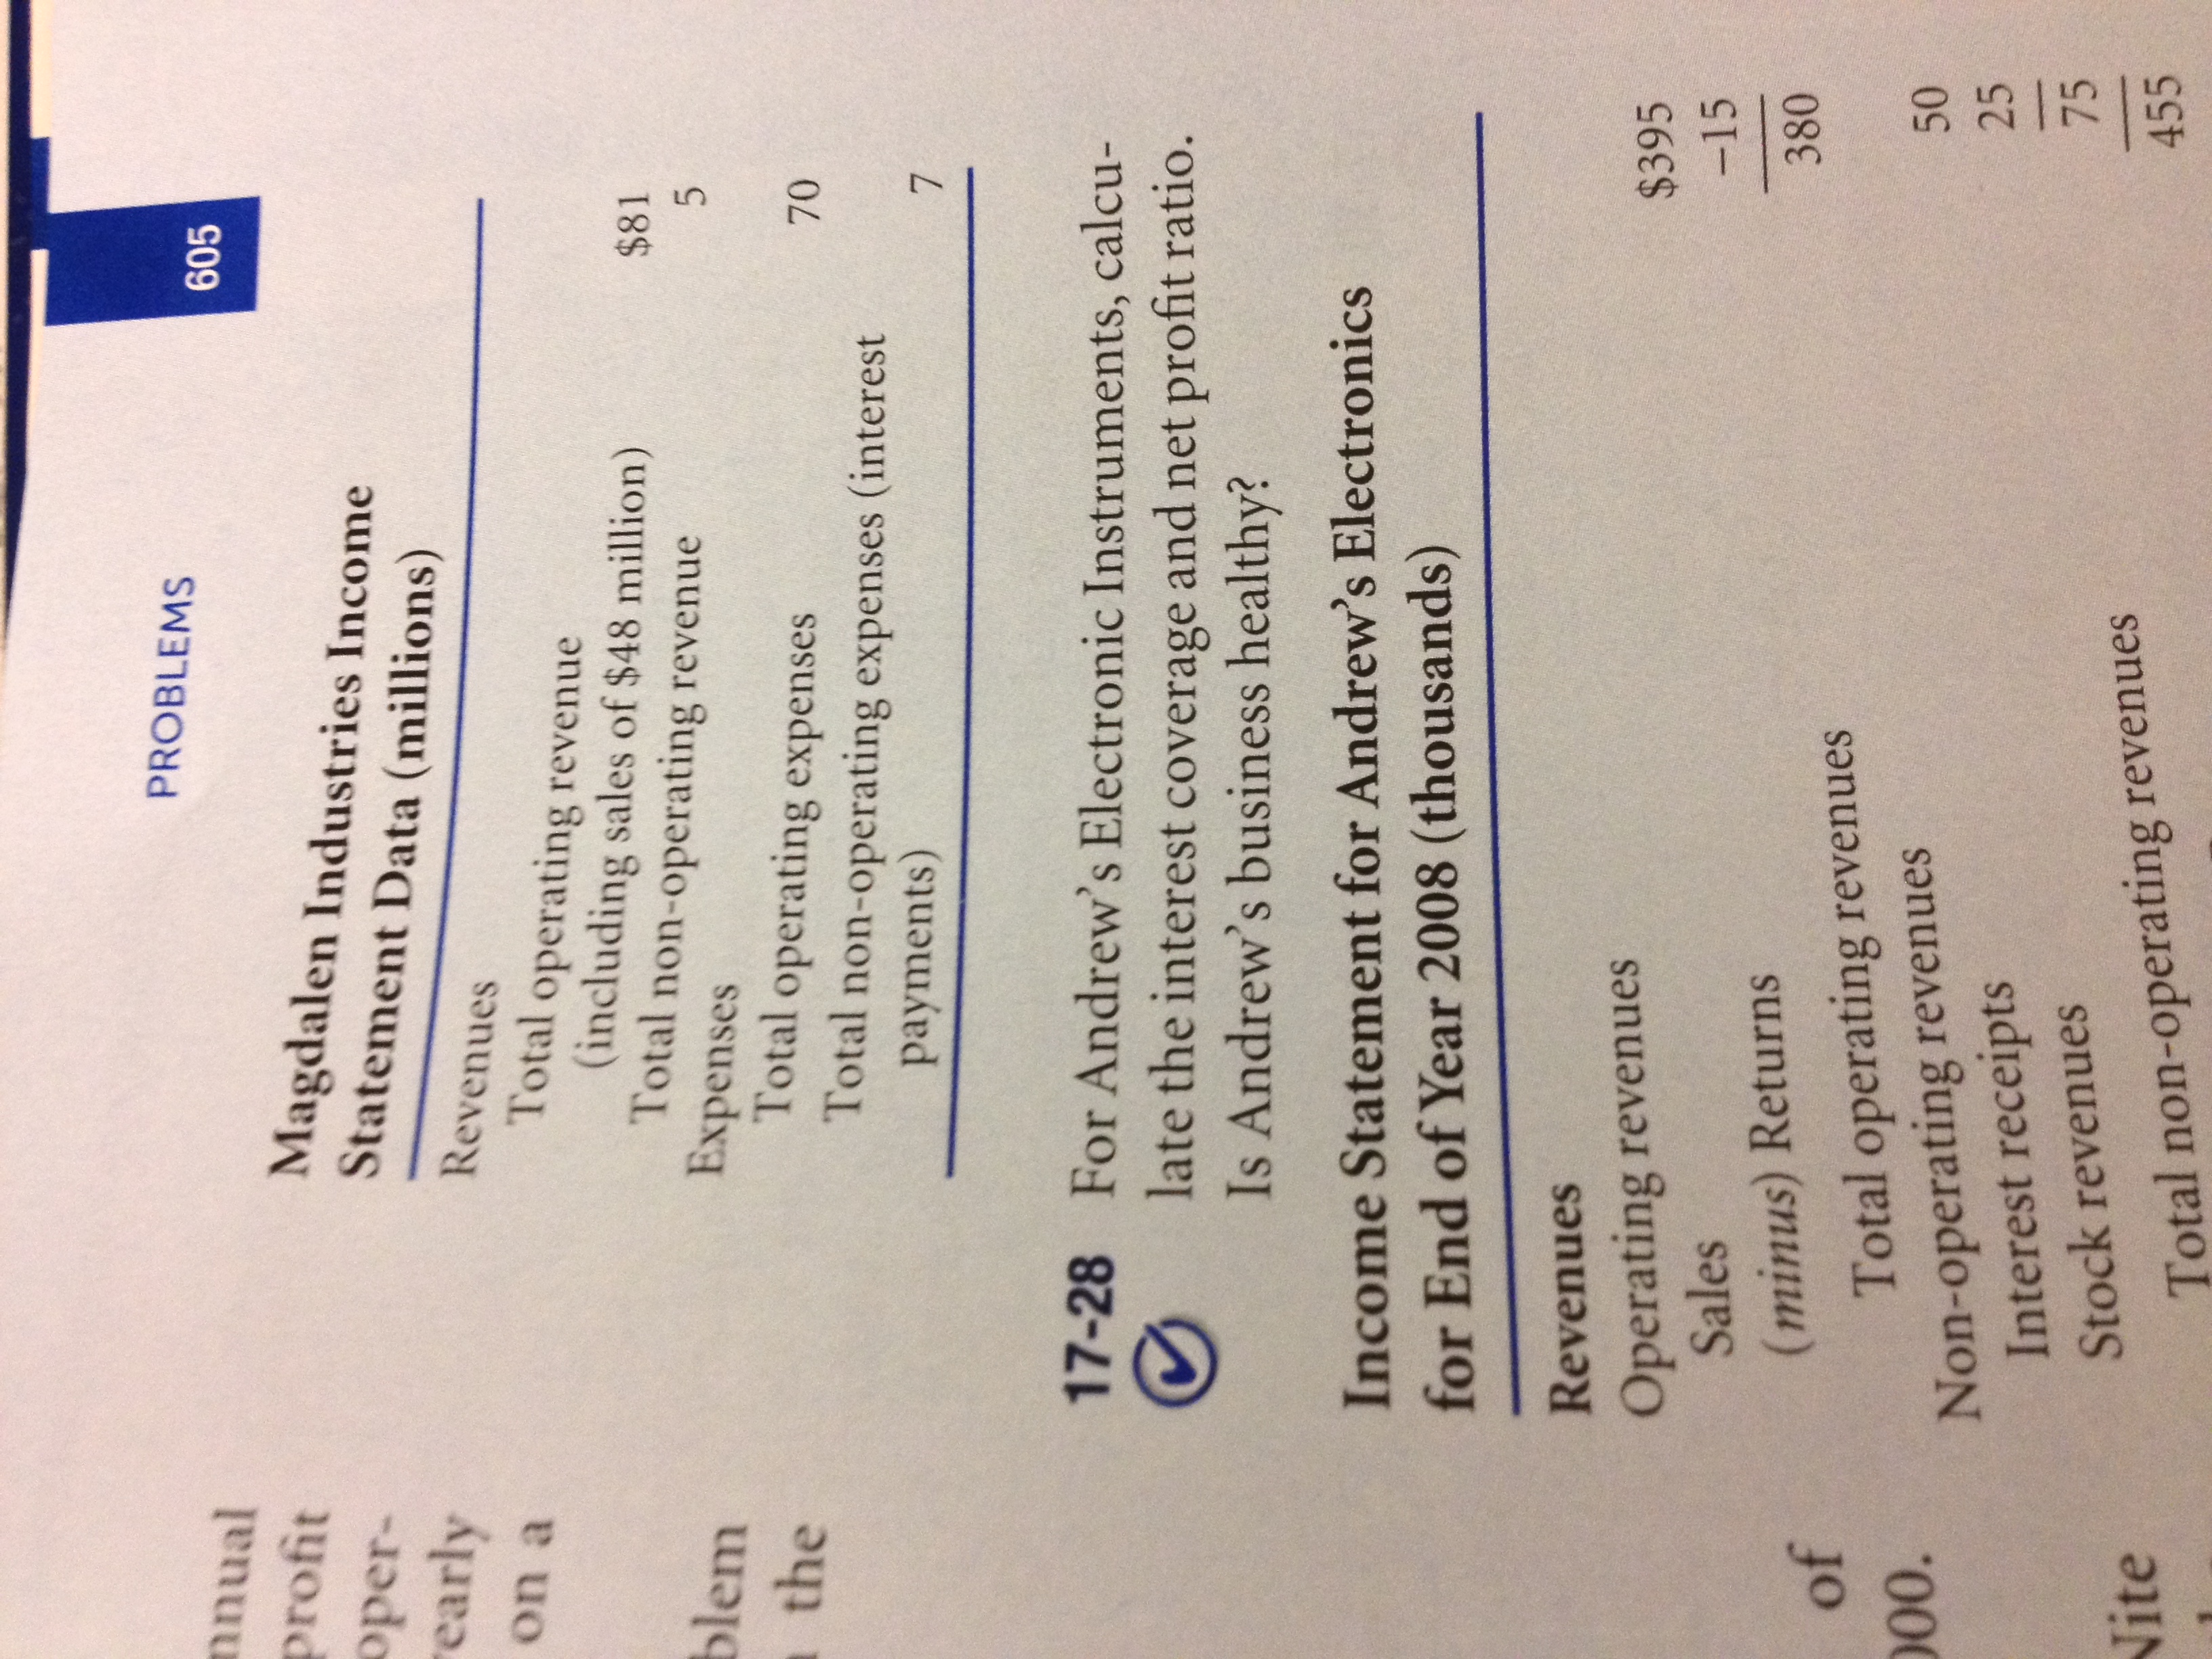 PROBLEMS
605
nnual
profit
oper-
early
on a
blem
the
of
000.
Nite
Magdalen Industries Income
Statement Data (millions)
Revenues
Total operating revenue
(including sales of $48 million) $81
Total non-operating revenue 5
Expenses
Total operating expenses 70
Total non-operating expenses (interest
payments) 7
17-28 For Andrew's Electronic Instruments, calcu-
late the interest coverage and net profit ratio.
Is Andrew's business healthy?
Income Statement for Andrew's Electronics
for End of Year 2008 (thousands)
Revenues
Operating revenues
Sales $395
(minus) Returns –15
Total operating revenues 380
Non-operating revenues
Interest receipts 50
Stock revenues 25
Total non-operating revenues 75
455